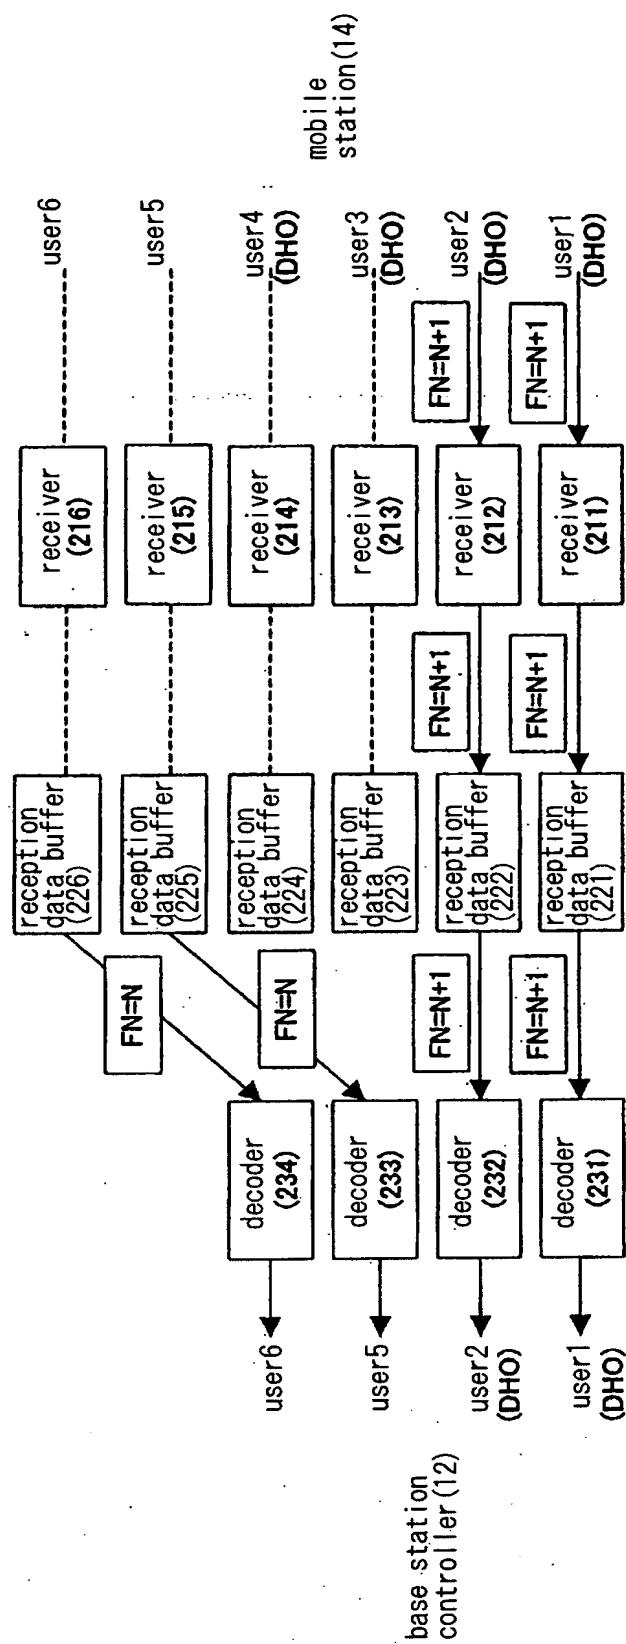 mobile
station(14)
user6
user5
user4
(DHO)
user3
(DHO)
user2
(DHO)
user1
(DHO)
FN=N+1
FN=N+1
receiver
(216)
receiver
(215)
receiver
(214)
receiver
(213)
receiver
(212)
receiver
(211)
FN=N+1
FN=N+1
reception
data buffer
(226)
reception
data buffer
(225)
reception
data buffer
(224)
reception
data buffer
(223)
reception
data buffer
(222)
reception
data buffer
(221)
FN=N
FN=N
FN=N+1
FN=N+1
decoder
(234)
decoder
(233)
decoder
(232)
decoder
(231)
user6
user5
user2
(DHO)
user1
(DHO)
base station
controller(12)